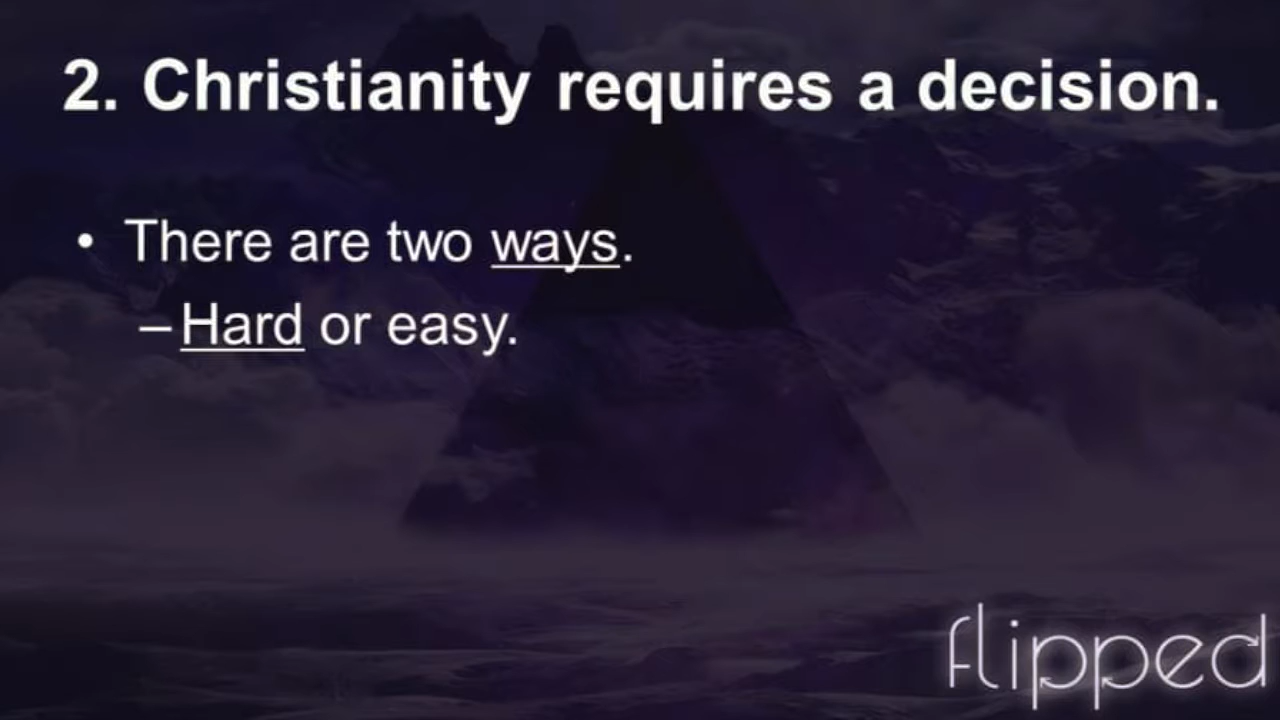 2. Christianity requires a decision.
• There are two ways.
– Hard or easy.
flipped